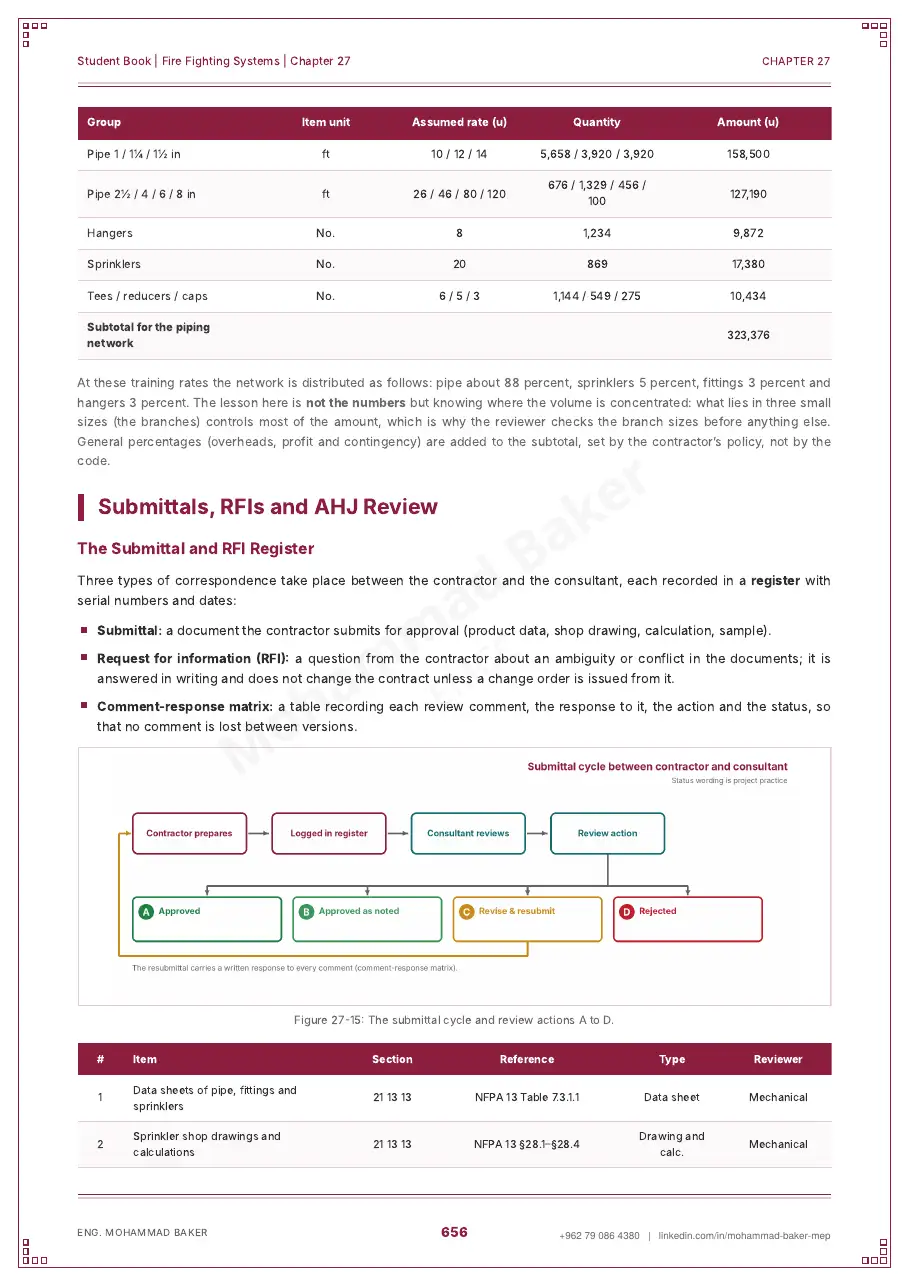 Student Book | Fire Fighting Systems | Chapter 27
CHAPTER 27
Group Item unit Assumed rate (u) Quantity Amount (u)
Pipe 1 / 1¼ / 1½ in ft 10 / 12 / 14 5,658 / 3,920 / 3,920 158,500
Pipe 2½ / 4 / 6 / 8 in ft 26 / 46 / 80 / 120 676 / 1,329 / 456 /
100 127,190
Hangers No. 8 1,234 9,872
Sprinklers No. 20 869 17,380
Tees / reducers / caps No. 6 / 5 / 3 1,144 / 549 / 275 10,434
Subtotal for the piping
network 323,376
At these training rates the network is distributed as follows: pipe about 88 percent, sprinklers 5 percent, fittings 3 percent and
hangers 3 percent. The lesson here is not the numbers but knowing where the volume is concentrated: what lies in three small
sizes (the branches) controls most of the amount, which is why the reviewer checks the branch sizes before anything else.
General percentages (overheads, profit and contingency) are added to the subtotal, set by the contractor's policy, not by the
code.
Submittals, RFIs and AHJ Review
The Submittal and RFI Register
Three types of correspondence take place between the contractor and the consultant, each recorded in a register with
serial numbers and dates:
Submittal: a document the contractor submits for approval (product data, shop drawing, calculation, sample).
Request for information (RFI): a question from the contractor about an ambiguity or conflict in the documents; it is
answered in writing and does not change the contract unless a change order is issued from it.
Comment-response matrix: a table recording each review comment, the response to it, the action and the status, so
that no comment is lost between versions.
Mohammad Baker
Submittal cycle between contractor and consultant
Status wording is project practice
Contractor prepares Logged in register Consultant reviews Review action
A Approved B Approved as noted C Revise & resubmit D Rejected
The resubmittal carries a written response to every comment (comment-response matrix).
Figure 27-15: The submittal cycle and review actions A to D.
# Item Section Reference Type Reviewer
1 Data sheets of pipe, fittings and
sprinklers 21 13 13 NFPA 13 Table 7.3.1.1 Data sheet Mechanical
2 Sprinkler shop drawings and
calculations 21 13 13 NFPA 13 §28.1–§28.4 Drawing and
calc. Mechanical
ENG. MOHAMMAD BAKER
656
+962 79 086 4380 | linkedin.com/in/mohammad-baker-mep